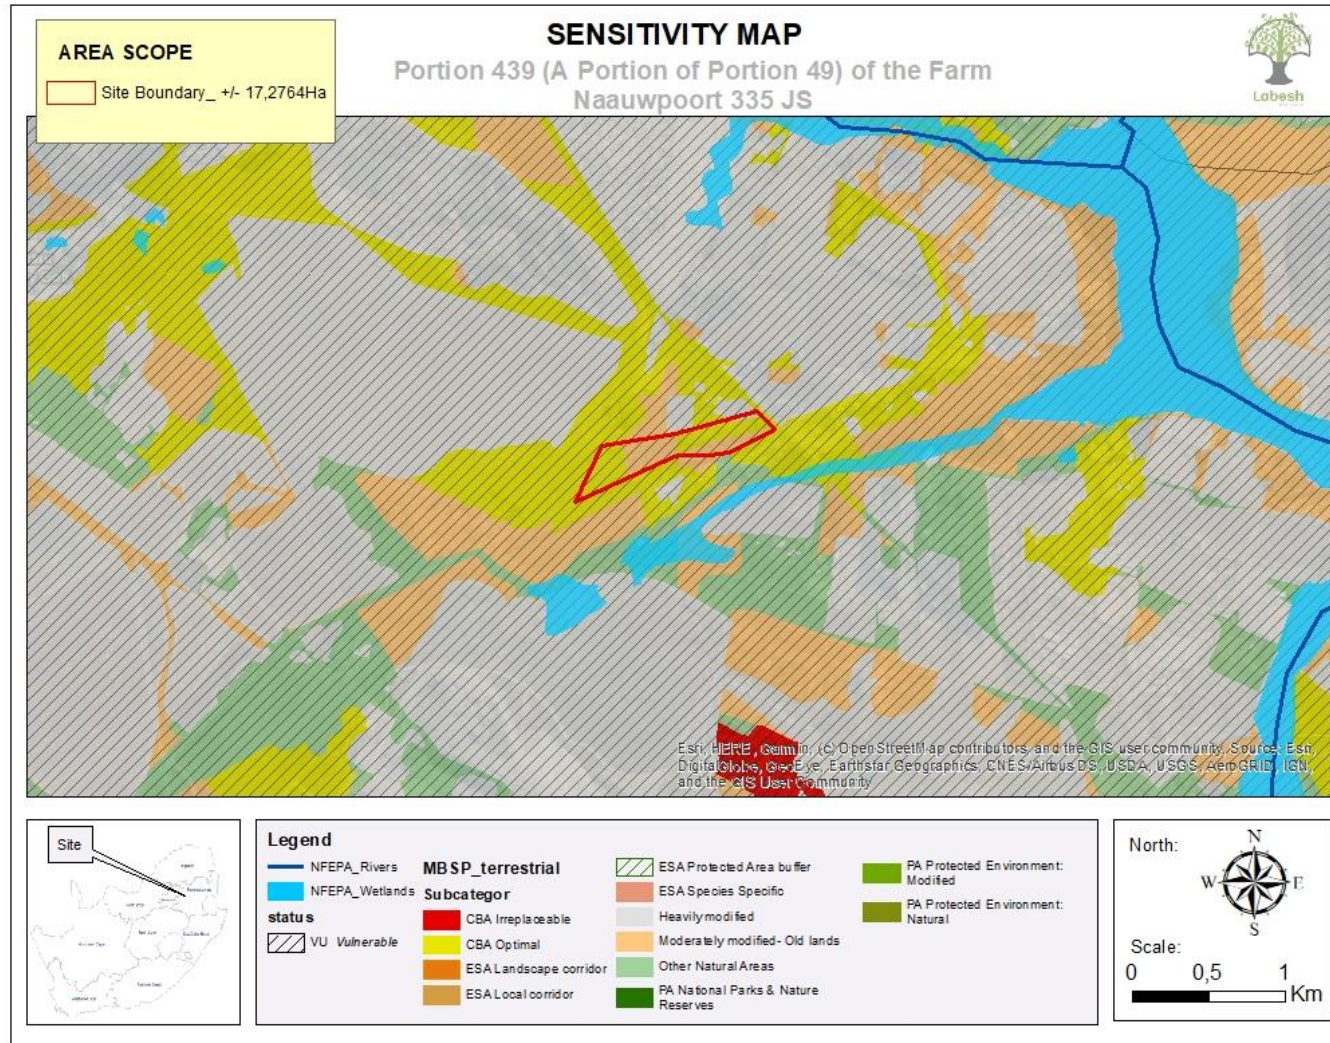 AREA SCOPE
Site Boundary_ +/- 17,2764Ha
SENSITIVITY MAP
Portion 439 (A Portion of Portion 49) of the Farm
Naauwpoort 335 JS
Labesh
Esri, HERE, Garmin, (c) OpenStreetMap contributors, and the GIS user community, Source: Esri,
DigitalGlobe, GeoEye, Earthstar Geographics, CNES/Airbus DS, USDA, USGS, AeroGRID, IGN,
and the GIS User Community
Site
Legend
NFEPA_Rivers
NFEPA_Wetlands
status
VU Vulnerable
MBSP_terrestrial
Subcategor
CBA Irreplaceable
CBA Optimal
ESA Landscape corridor
ESA Local corridor
ESA Protected Area buffer
ESA Species Specific
Heavily modified
Moderately modified- Old lands
Other Natural Areas
PA National Parks & Nature
Reserves
PA Protected Environment:
Modified
PA Protected Environment:
Natural
North:
N
W
E
S
Scale:
0 0,5 1
Km